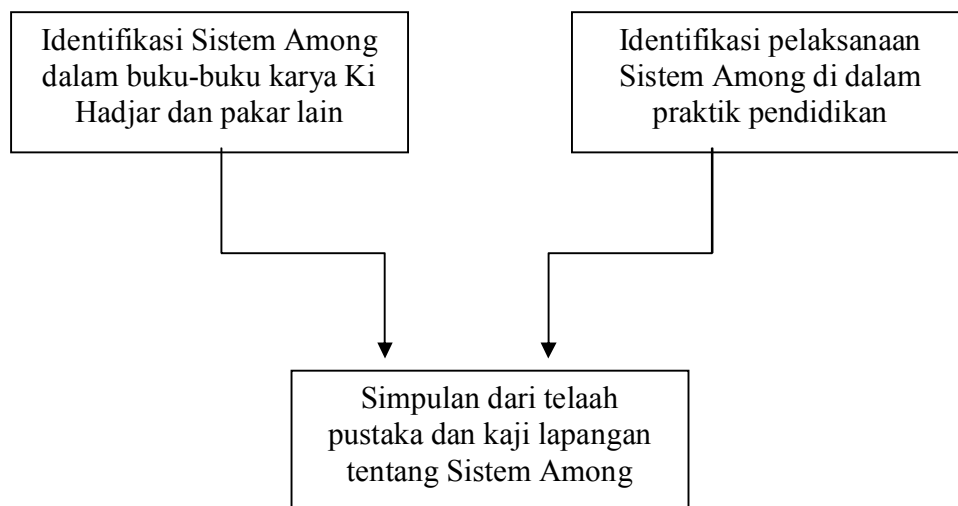 Identifikasi Sistem Among
dalam buku-buku karya Ki
Hadjar dan pakar lain
Identifikasi pelaksanaan
Sistem Among di dalam
praktik pendidikan
Simpulan dari telaah
pustaka dan kaji lapangan
tentang Sistem Among